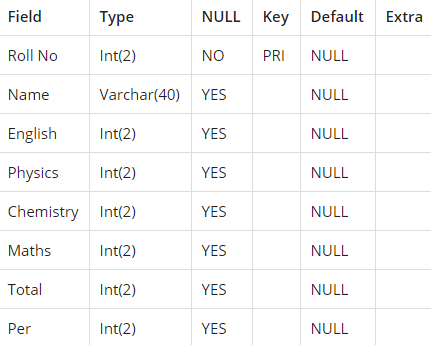 Field Type NULL Key Default Extra
Roll No Int(2) NO PRI NULL
Name Varchar(40) YES NULL
English Int(2) YES NULL
Physics Int(2) YES NULL
Chemistry Int(2) YES NULL
Maths Int(2) YES NULL
Total Int(2) YES NULL
Per Int(2) YES NULL